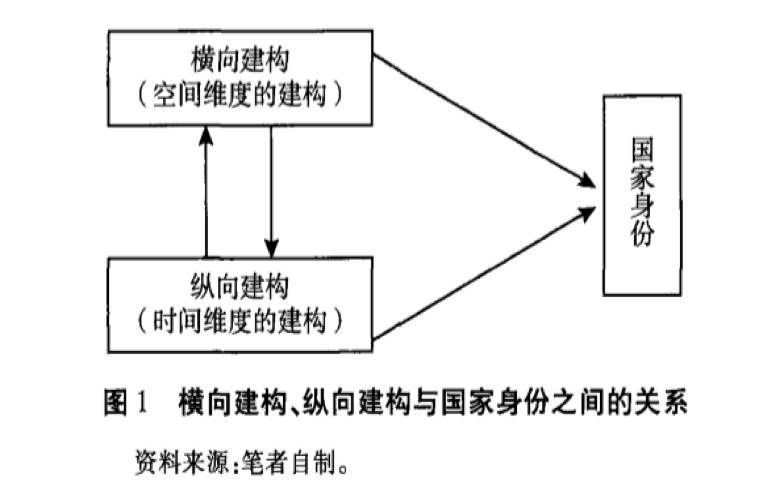 横向建构
（空间维度的建构）
国家身份
纵向建构
（时间维度的建构）
图1 横向建构、纵向建构与国家身份之间的关系
资料来源:笔者自制。